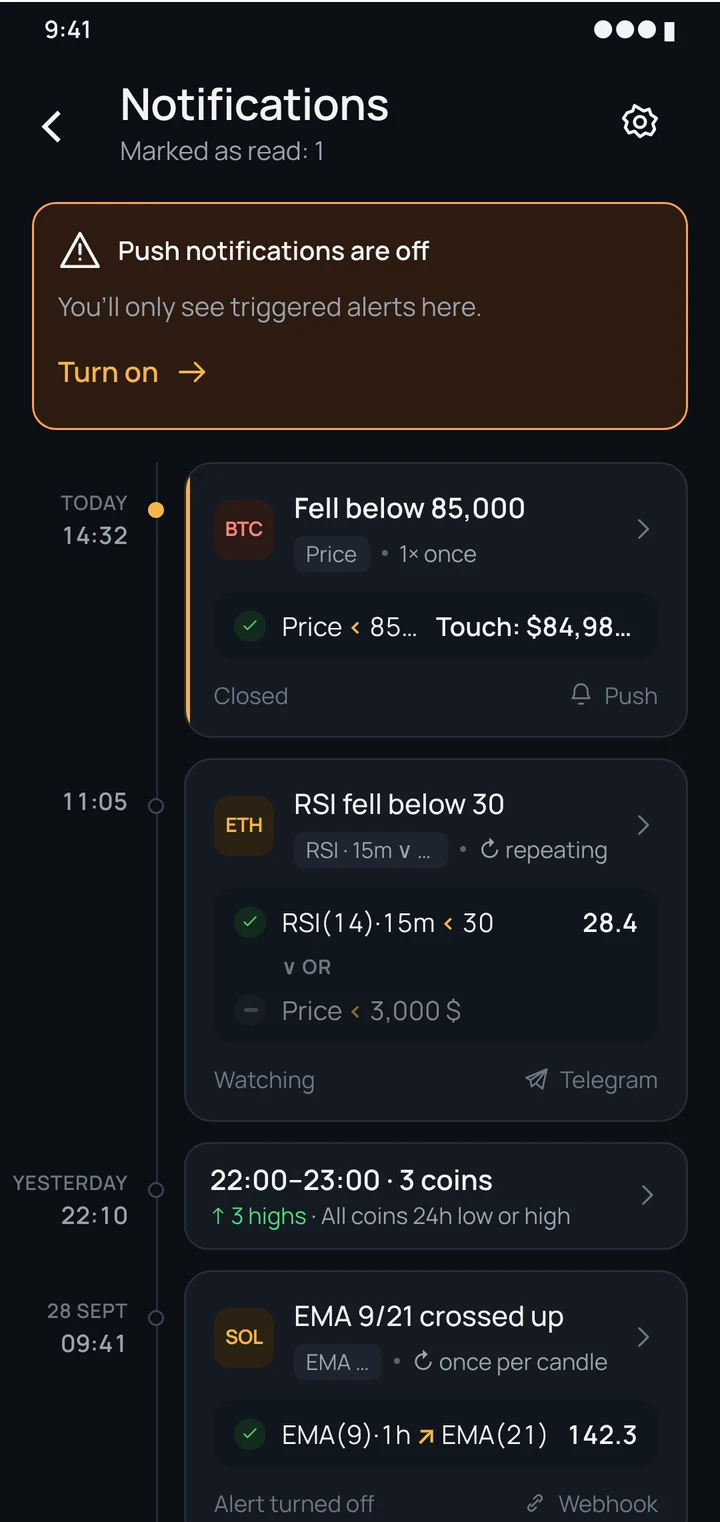 9:41
Notifications
Marked as read: 1
Push notifications are off
You’ll only see triggered alerts here.
Turn on →
TODAY
14:32
BTC
Fell below 85,000
Price • 1× once
Price < 85… Touch: $84,98…
Closed Push
11:05
ETH
RSI fell below 30
RSI · 15m ∨ … • ↻ repeating
RSI(14)·15m < 30 28.4
∨ OR
Price < 3,000 $
Watching Telegram
YESTERDAY
22:10
22:00–23:00 · 3 coins
↑ 3 highs · All coins 24h low or high
28 SEPT
09:41
SOL
EMA 9/21 crossed up
EMA … • ↻ once per candle
EMA(9)·1h ↗ EMA(21) 142.3
Alert turned off Webhook